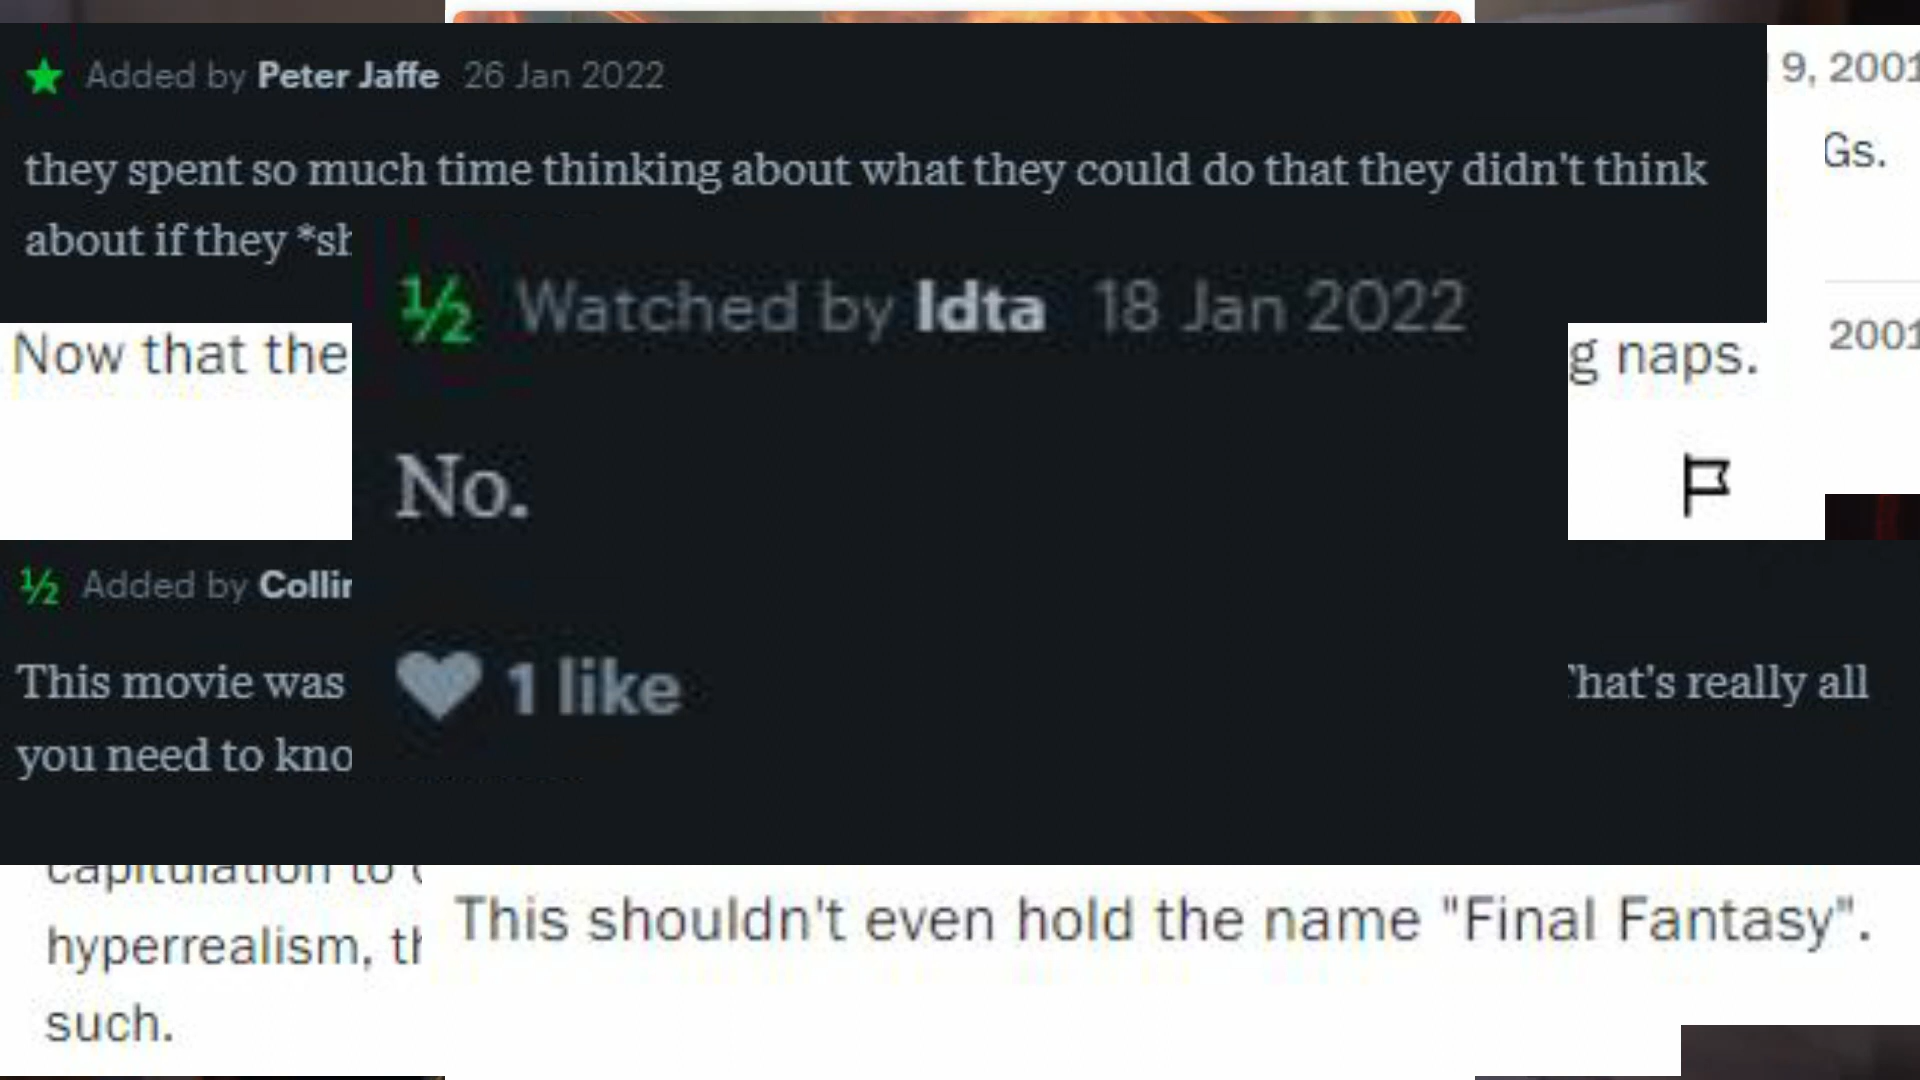 Added by Peter Jaffe 26 Jan 2022
9, 2001
they spent so much time thinking about what they could do that they didn't think
Gs.
about if they *sh
½ Watched by ldta 18 Jan 2022
2001
Now that the
g naps.
No.
½ Added by Collin
This movie was
That's really all
1 like
you need to kno
capitulation to
This shouldn't even hold the name "Final Fantasy".
hyperrealism, th
such.